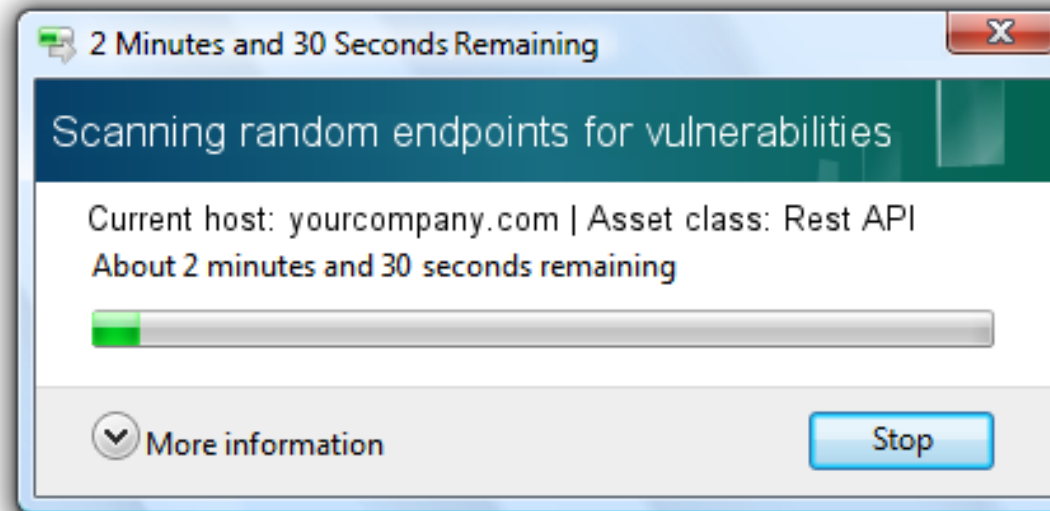 2 Minutes and 30 Seconds Remaining
Scanning random endpoints for vulnerabilities
Current host: yourcompany.com | Asset class: Rest API
About 2 minutes and 30 seconds remaining
More information
Stop